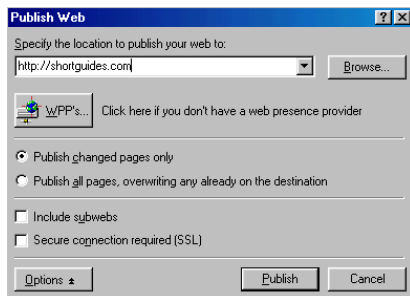 Publish Web
Specify the location to publish your web to:
http://shortguides.com
Browse...
WPP's...
Click here if you don't have a web presence provider
Publish changed pages only
Publish all pages, overwriting any already on the destination
Include subwebs
Secure connection required (SSL)
Options
Publish
Cancel